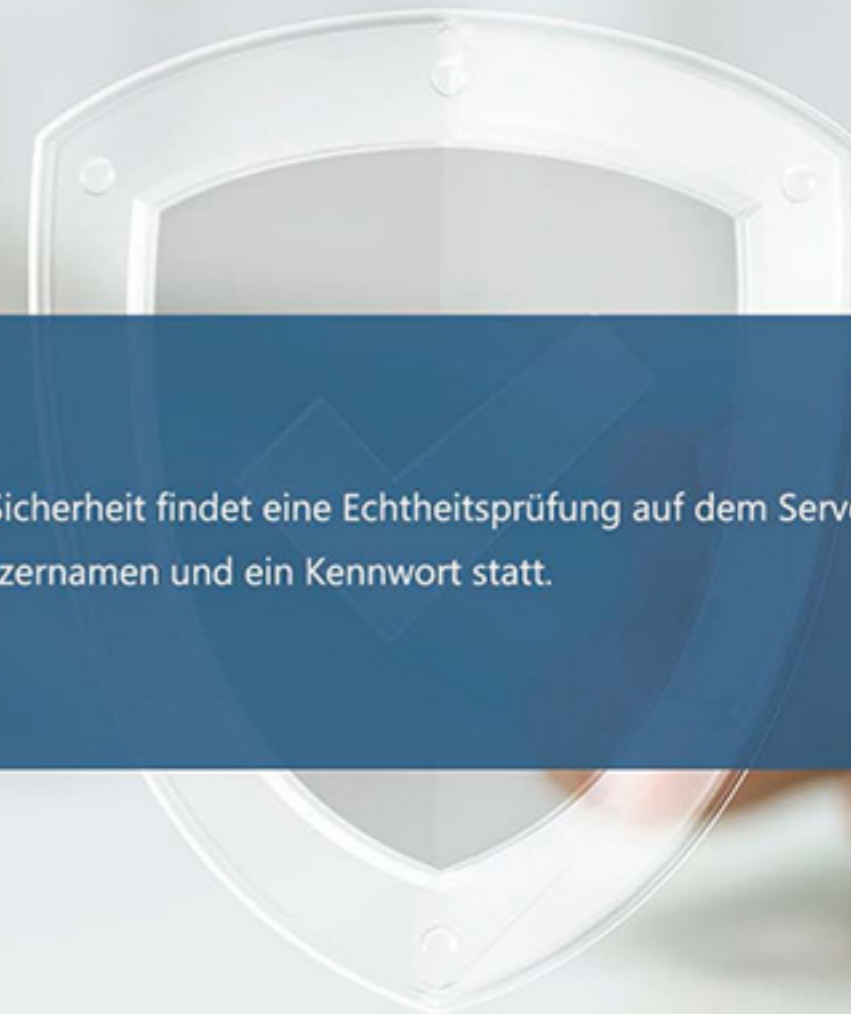 Sicherheit findet eine Echtheitsprüfung auf dem Serve
zernamen und ein Kennwort statt.